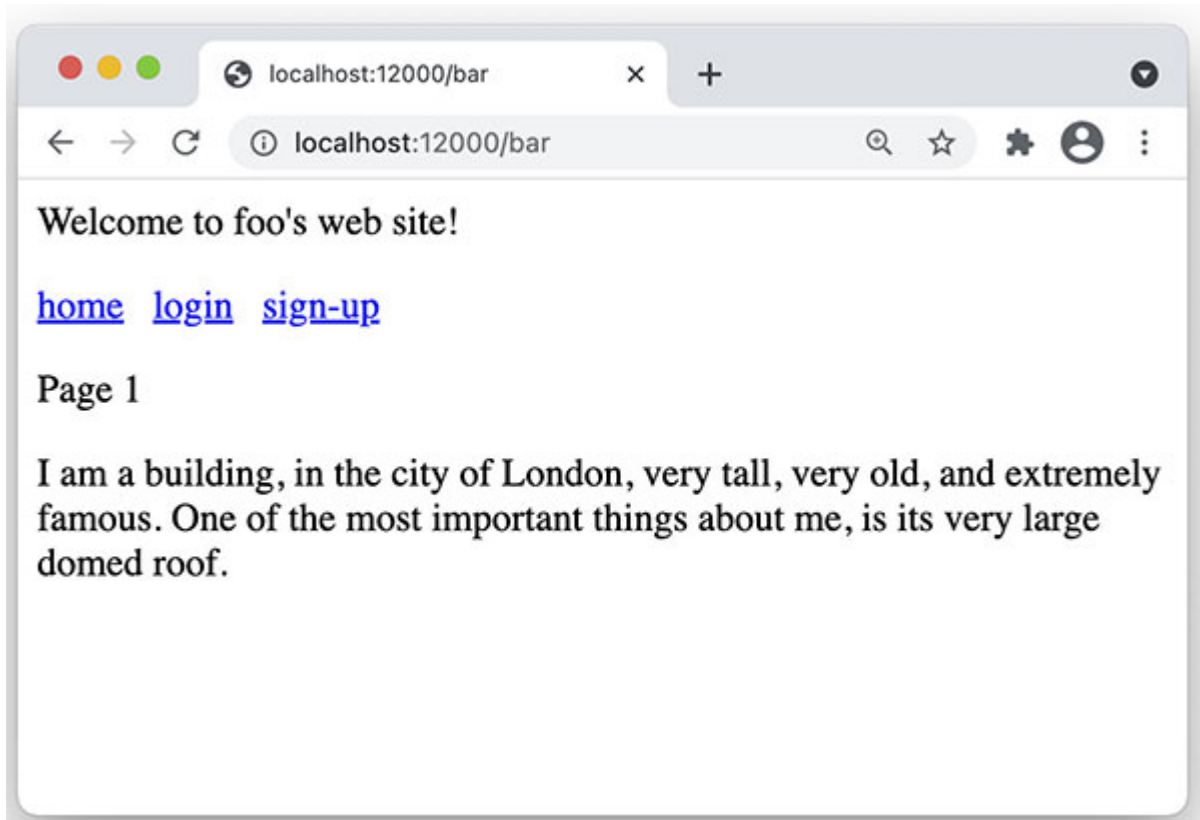 localhost:12000/bar
localhost:12000/bar
Welcome to foo's web site!
home login sign-up
Page 1
I am a building, in the city of London, very tall, very old, and extremely
famous. One of the most important things about me, is its very large
domed roof.